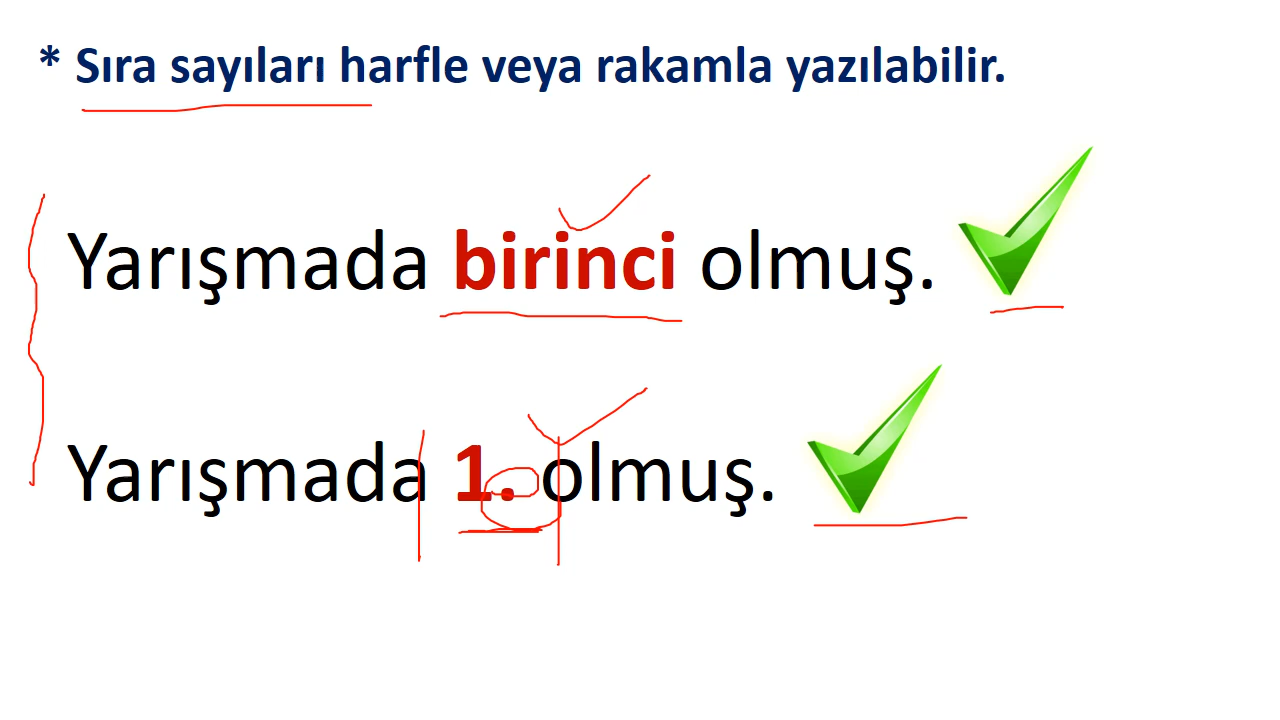 * Sıra sayıları harfle veya rakamla yazılabilir.
Yarışmada birinci olmuş.
Yarışmada 1. olmuş.